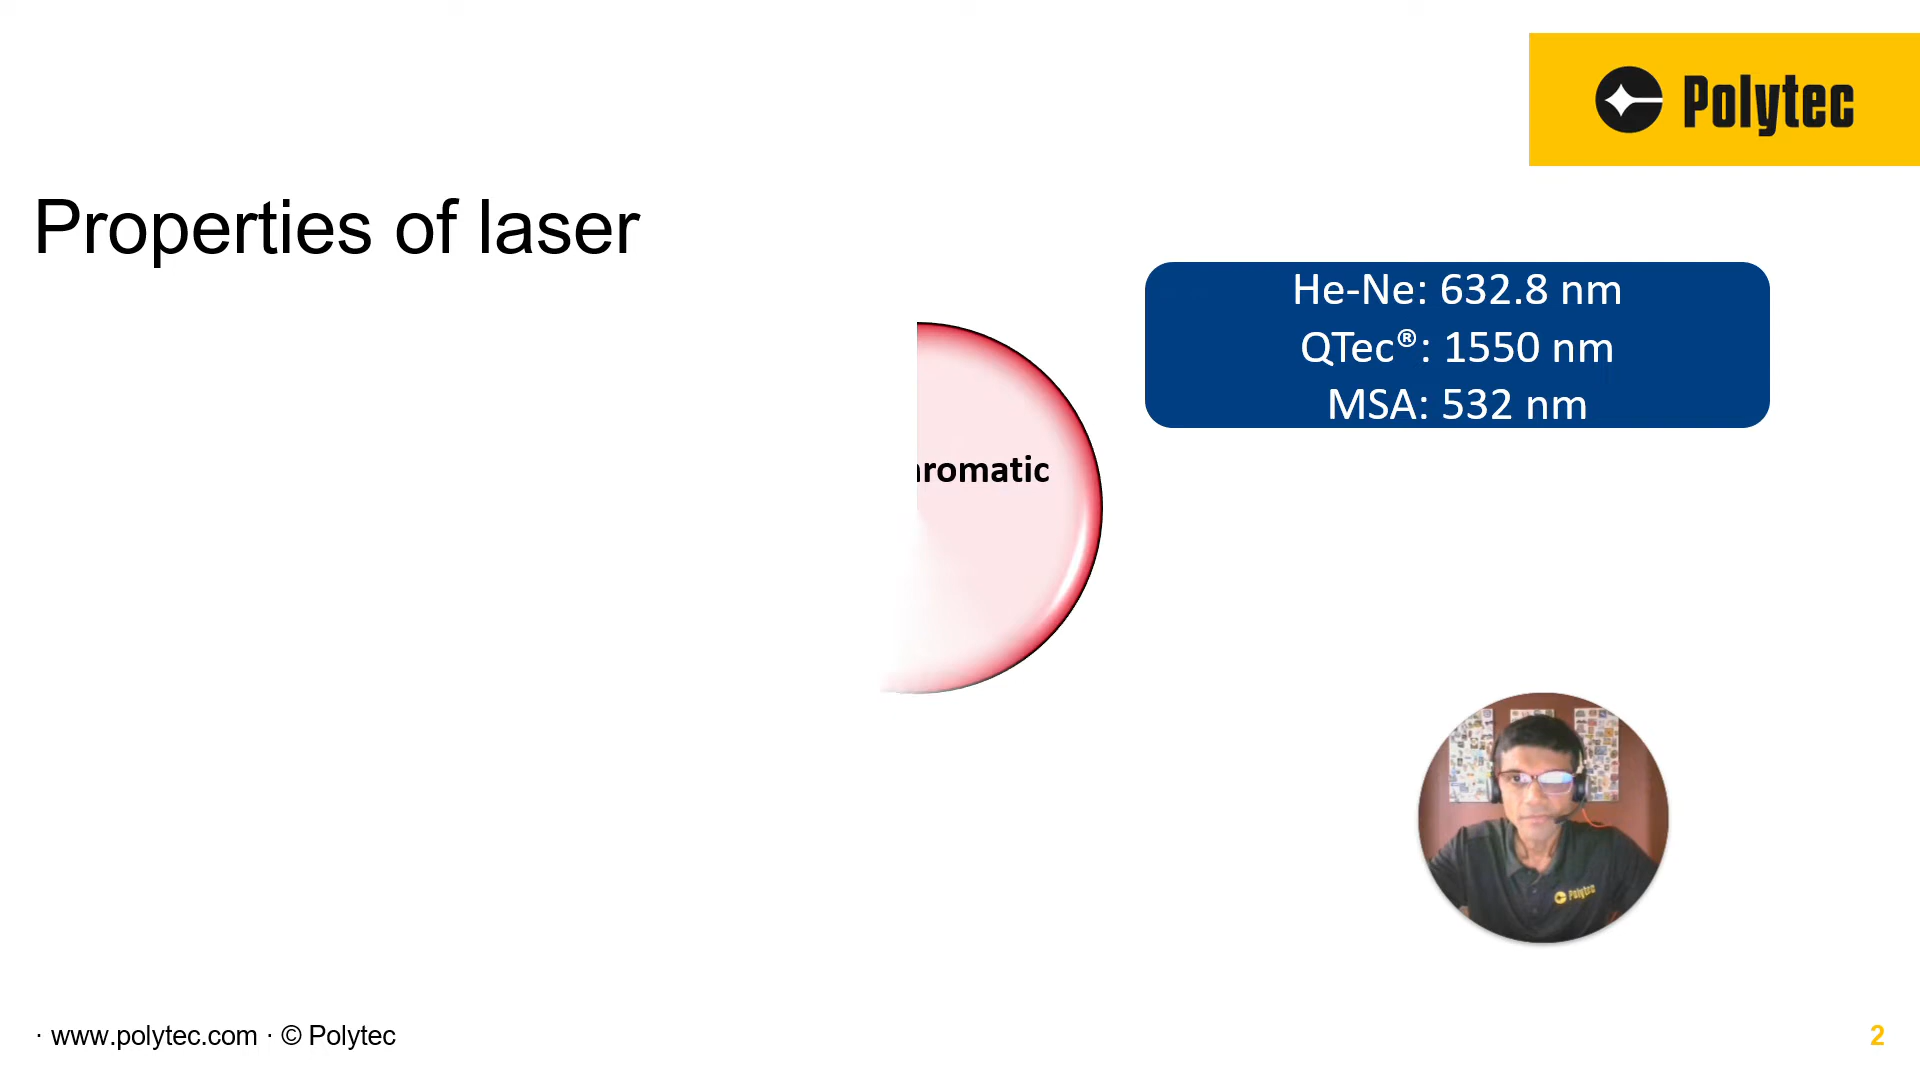 Polytec
Properties of laser
He-Ne: 632.8 nm
QTec®: 1550 nm
MSA: 532 nm
romatic
Polytec
· www.polytec.com · © Polytec
2